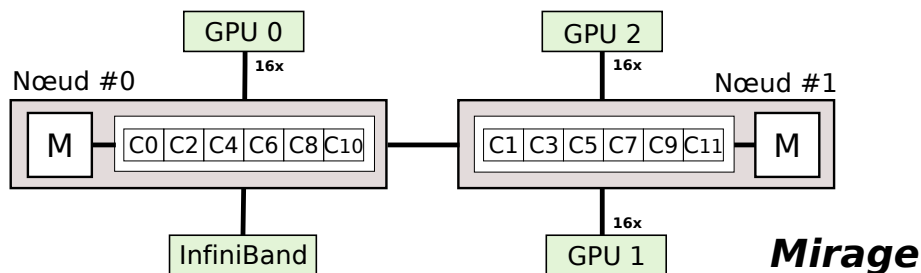 GPU 0
GPU 2
16x
16x
Nœud #0
Nœud #1
M
C0 C2 C4 C6 C8 C10
C1 C3 C5 C7 C9 C11
M
16x
InfiniBand
GPU 1
Mirage